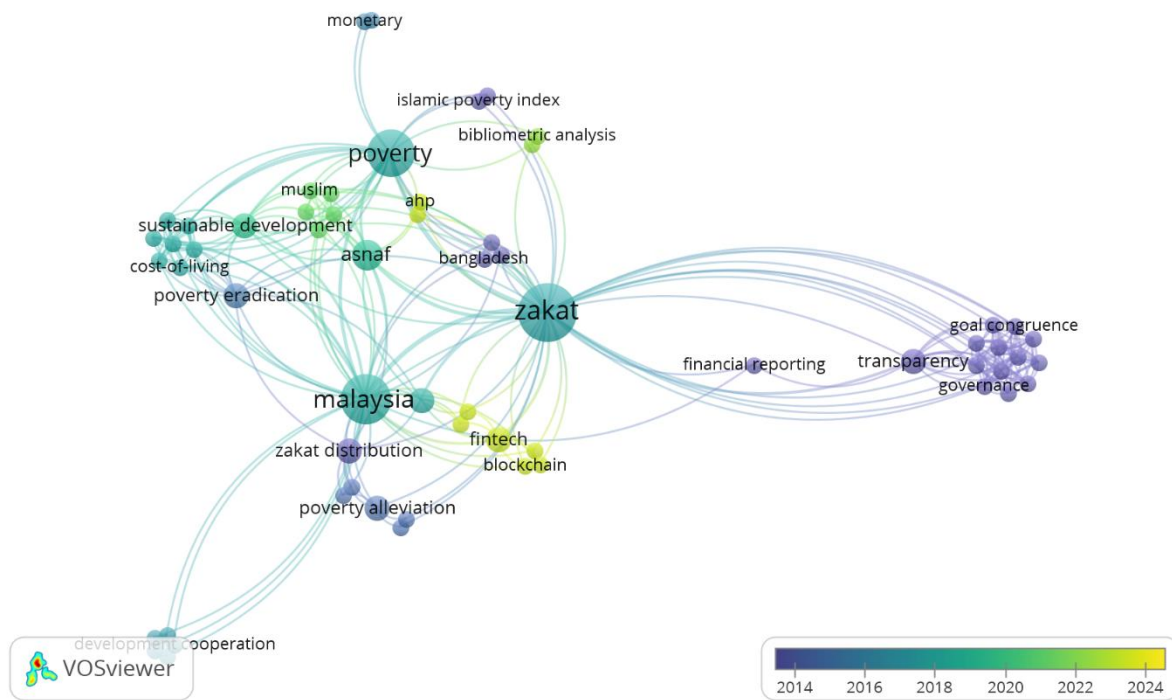 monetary
islamic poverty index
bibliometric analysis
poverty
muslim
ahp
sustainable development
asnaf
bangladesh
cost-of-living
poverty eradication
zakat
goal congruence
financial reporting
transparency
governance
malaysia
fintech
zakat distribution
blockchain
poverty alleviation
development cooperation
VOSviewer
2014 2016 2018 2020 2022 2024